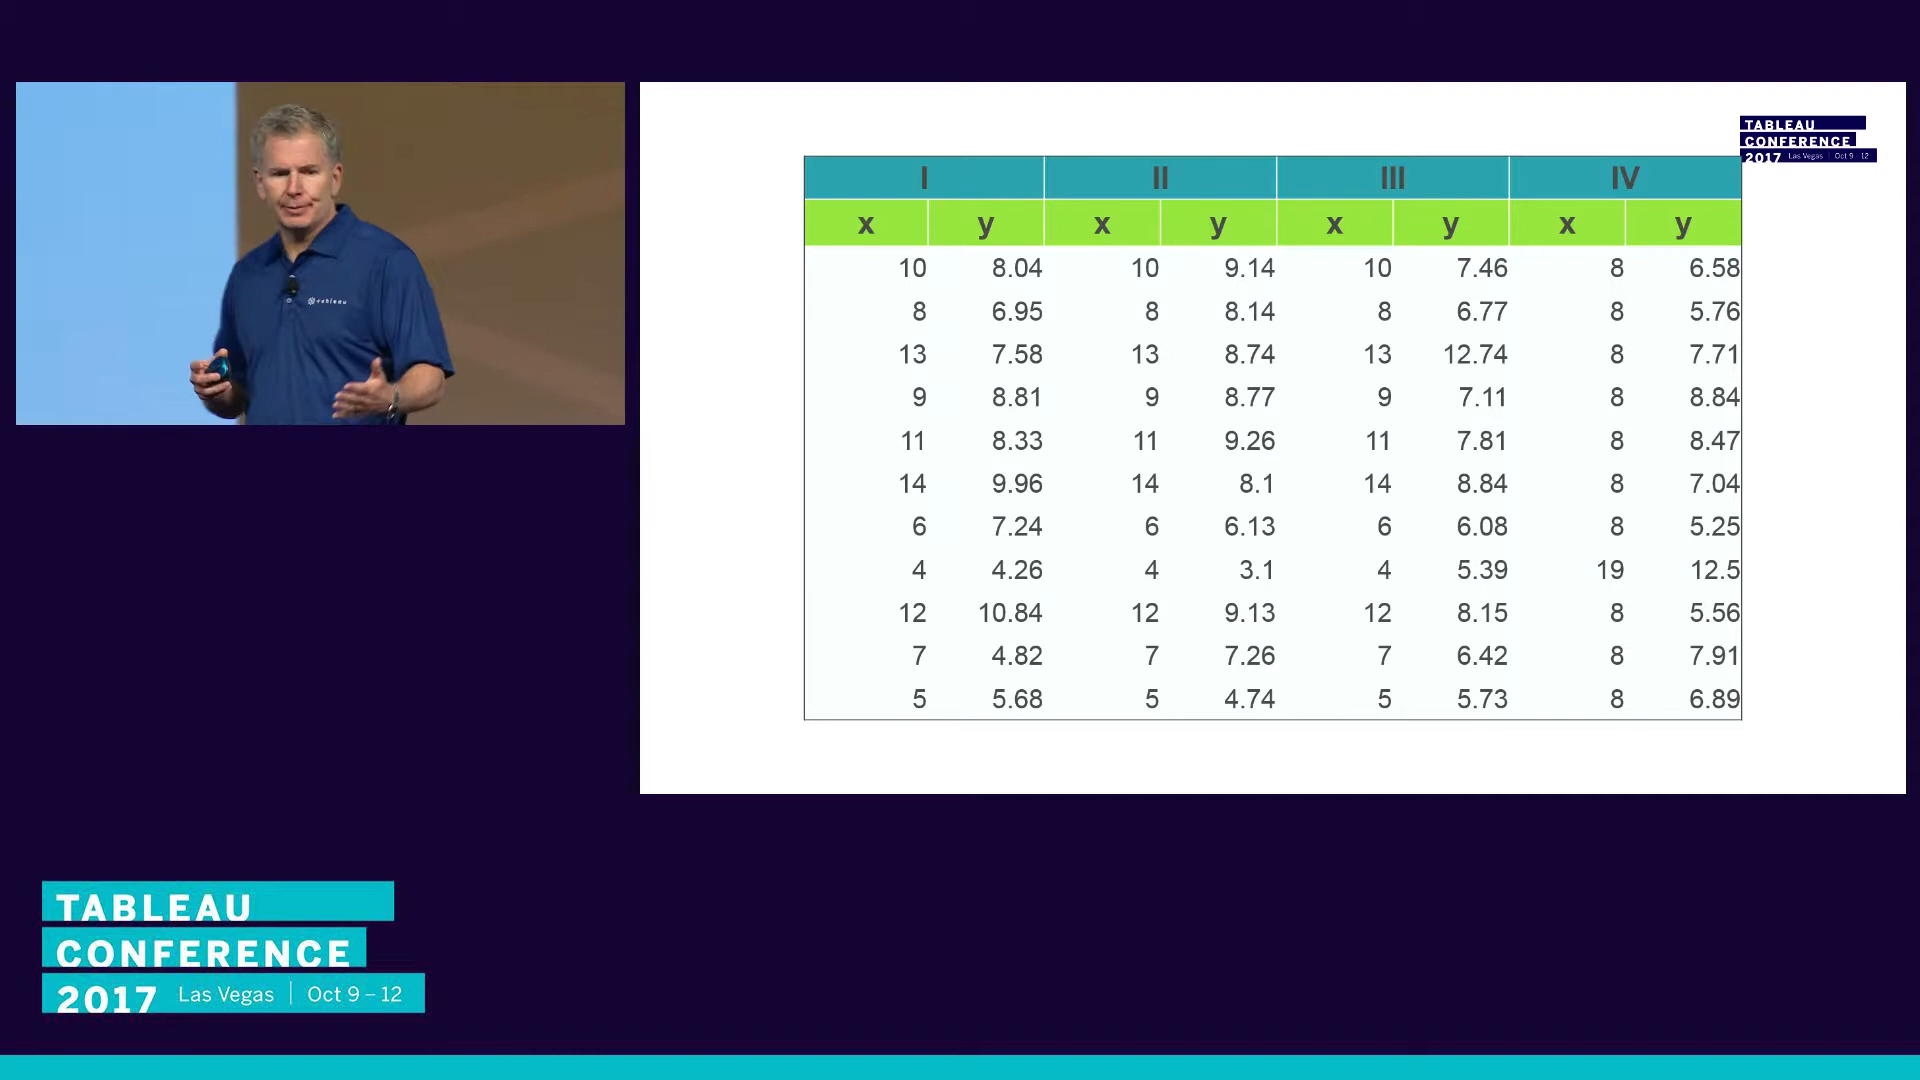 tableau
TABLEAU
CONFERENCE
2017 Las Vegas | Oct 9 - 12
I II III IV
x y x y x y x y
10 8.04 10 9.14 10 7.46 8 6.58
8 6.95 8 8.14 8 6.77 8 5.76
13 7.58 13 8.74 13 12.74 8 7.71
9 8.81 9 8.77 9 7.11 8 8.84
11 8.33 11 9.26 11 7.81 8 8.47
14 9.96 14 8.1 14 8.84 8 7.04
6 7.24 6 6.13 6 6.08 8 5.25
4 4.26 4 3.1 4 5.39 19 12.5
12 10.84 12 9.13 12 8.15 8 5.56
7 4.82 7 7.26 7 6.42 8 7.91
5 5.68 5 4.74 5 5.73 8 6.89
TABLEAU
CONFERENCE
2017 Las Vegas | Oct 9 – 12